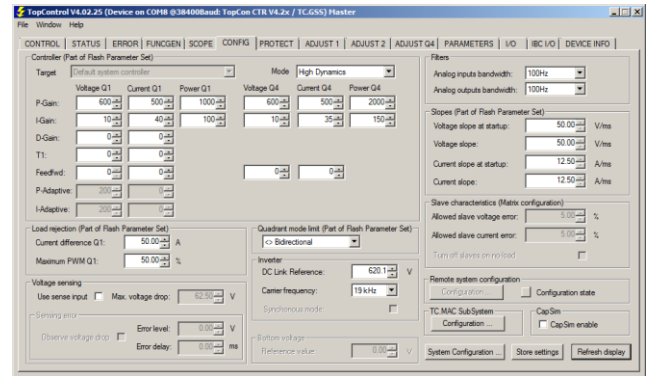 TopControl V4.02.25 (Device on COM8 @38400Baud: TopCon CTR V4.2x / TC.GSS) Master
File Window Help
CONTROL STATUS ERROR FUNCGEN SCOPE CONFIG PROTECT ADJUST 1 ADJUST 2 ADJUST Q4 PARAMETERS I/O IBC I/O DEVICE INFO
Controller (Part of Flash Parameter Set)
Target Default system controller Mode High Dynamics
Voltage Q1 Current Q1 Power Q1 Voltage Q4 Current Q4 Power Q4
P-Gain: 600 500 1000 600 500 2000
I-Gain: 10 40 100 10 35 150
D-Gain: 0 0
T1: 0 0
Feedfwd: 0 0 0 0
P-Adaptive: 200 0
I-Adaptive: 200 0
Filters
Analog inputs bandwidth: 100Hz
Analog outputs bandwidth: 100Hz
Slopes (Part of Flash Parameter Set)
Voltage slope at startup: 50.00 V/ms
Voltage slope: 50.00 V/ms
Current slope at startup: 12.50 A/ms
Current slope: 12.50 A/ms
Slave characteristics (Matrix configuration)
Allowed slave voltage error: 5.00 %
Allowed slave current error: 5.00 %
Turn off slaves on no load
Load rejection (Part of Flash Parameter Set)
Current difference Q1: 50.00 A
Maximum PWM Q1: 50.00 %
Quadrant mode limit (Part of Flash Parameter Set)
<> Bidirectional
Inverter
DC Link Reference: 620.1 V
Carrier frequency: 19 kHz
Synchronous mode:
Voltage sensing
Use sense input Max. voltage drop: 62.50 V
Sensing error
Observe voltage drop
Error level: 0.00 V
Error delay: 0.00 ms
Bottom voltage
Reference value: 0.00 V
Remote system configuration
Configuration... Configuration state
TC.MAC SubSystem
Configuration ...
CapSim
CapSim enable
System Configuration ... Store settings Refresh display